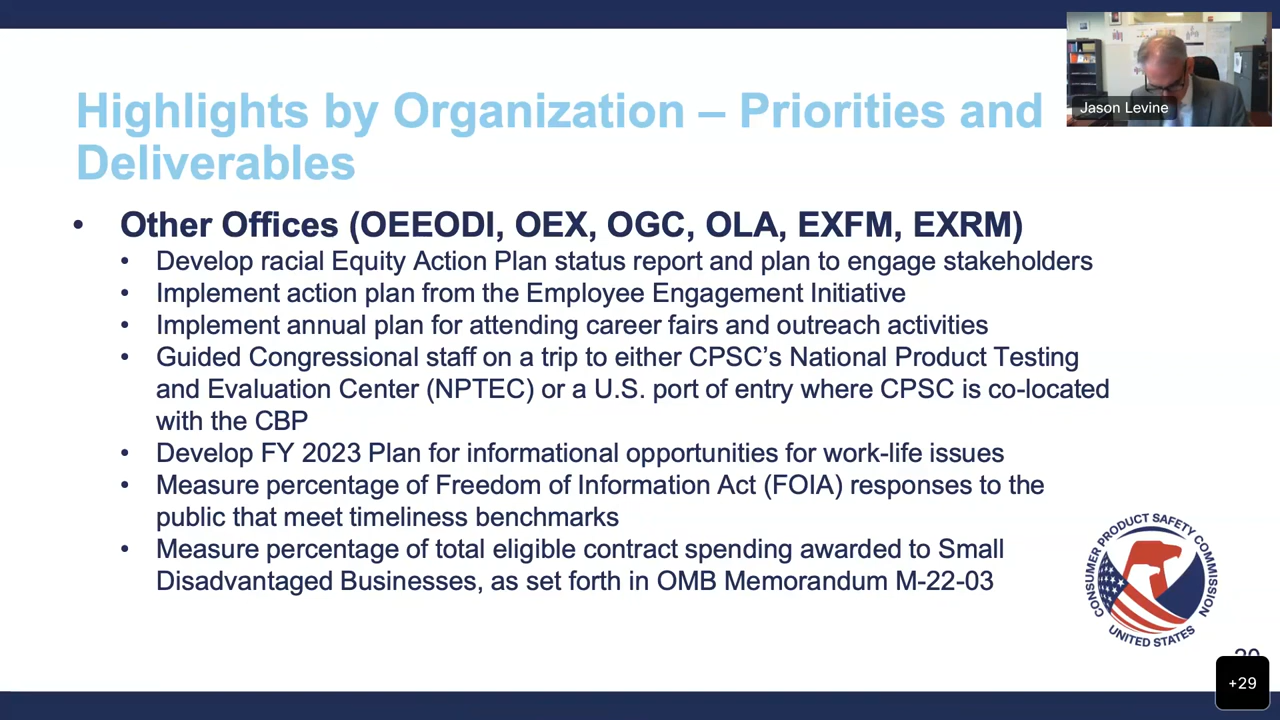 Jason Levine
Highlights by Organization – Priorities and
Deliverables
• Other Offices (OEEODI, OEX, OGC, OLA, EXFM, EXRM)
• Develop racial Equity Action Plan status report and plan to engage stakeholders
• Implement action plan from the Employee Engagement Initiative
• Implement annual plan for attending career fairs and outreach activities
• Guided Congressional staff on a trip to either CPSC’s National Product Testing
and Evaluation Center (NPTEC) or a U.S. port of entry where CPSC is co-located
with the CBP
• Develop FY 2023 Plan for informational opportunities for work-life issues
• Measure percentage of Freedom of Information Act (FOIA) responses to the
public that meet timeliness benchmarks
• Measure percentage of total eligible contract spending awarded to Small
Disadvantaged Businesses, as set forth in OMB Memorandum M-22-03
CONSUMER PRODUCT SAFETY COMMISSION
UNITED STATES
+29